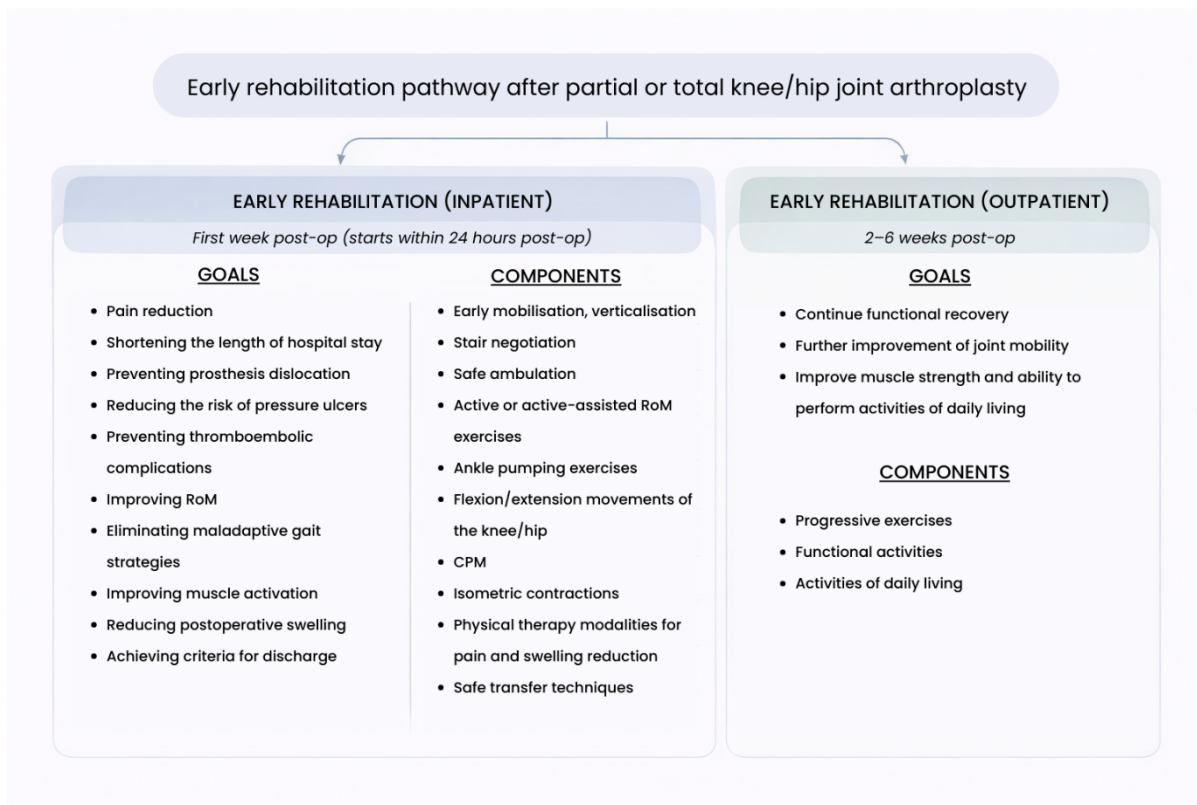 Early rehabilitation pathway after partial or total knee/hip joint arthroplasty
EARLY REHABILITATION (INPATIENT)
First week post-op (starts within 24 hours post-op)
GOALS
• Pain reduction
• Shortening the length of hospital stay
• Preventing prosthesis dislocation
• Reducing the risk of pressure ulcers
• Preventing thromboembolic
complications
• Improving RoM
• Eliminating maladaptive gait
strategies
• Improving muscle activation
• Reducing postoperative swelling
• Achieving criteria for discharge
COMPONENTS
• Early mobilisation, verticalisation
• Stair negotiation
• Safe ambulation
• Active or active-assisted RoM
exercises
• Ankle pumping exercises
• Flexion/extension movements of
the knee/hip
• CPM
• Isometric contractions
• Physical therapy modalities for
pain and swelling reduction
• Safe transfer techniques
EARLY REHABILITATION (OUTPATIENT)
2–6 weeks post-op
GOALS
• Continue functional recovery
• Further improvement of joint mobility
• Improve muscle strength and ability to
perform activities of daily living
COMPONENTS
• Progressive exercises
• Functional activities
• Activities of daily living